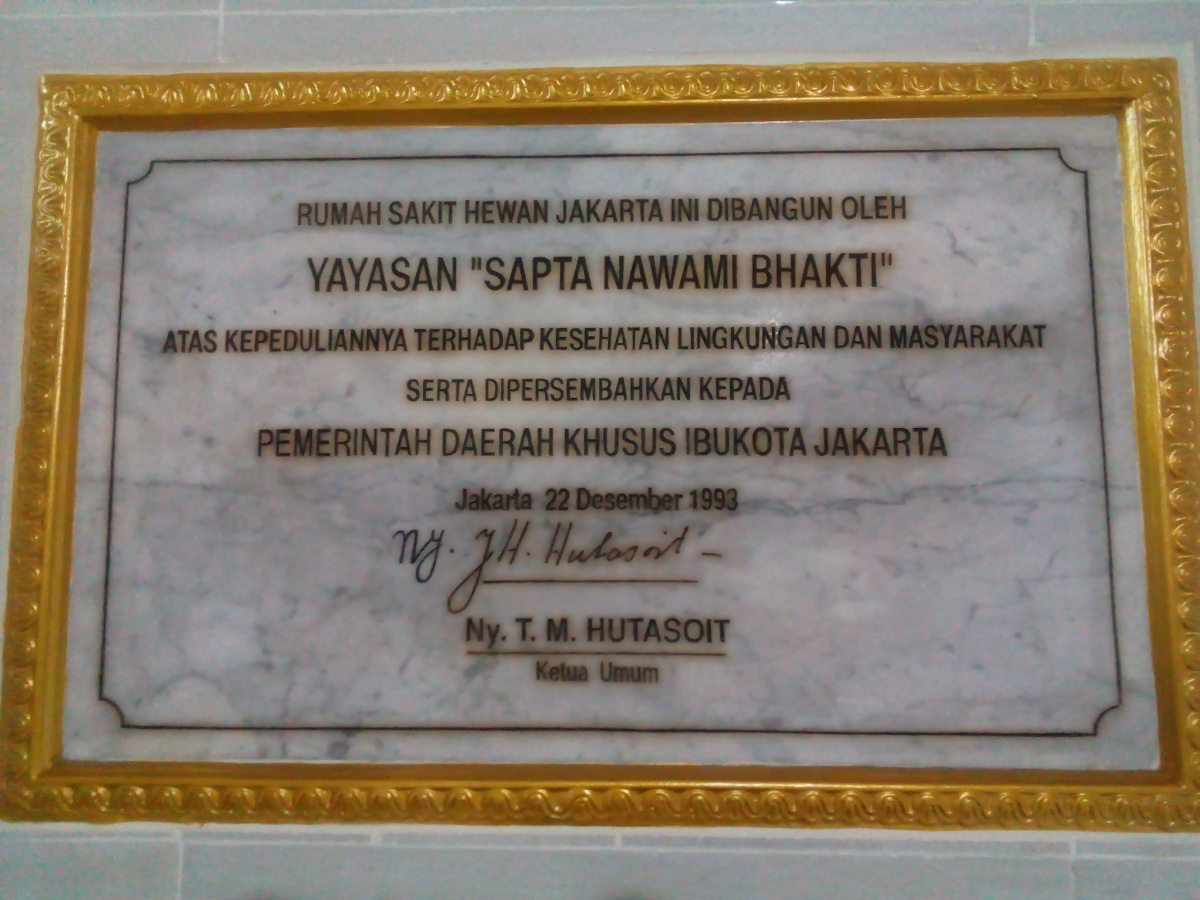 RUMAH SAKIT HEWAN JAKARTA INI DIBANGUN OLEH
YAYASAN "SAPTA NAWAMI BHAKTI"
ATAS KEPEDULIANNYA TERHADAP KESEHATAN LINGKUNGAN DAN MASYARAKAT
SERTA DIPERSEMBAHKAN KEPADA
PEMERINTAH DAERAH KHUSUS IBUKOTA JAKARTA
Jakarta 22 Desember 1993
Ny. JH. Hutasoit -
Ny. T. M. HUTASOIT
Ketua Umum